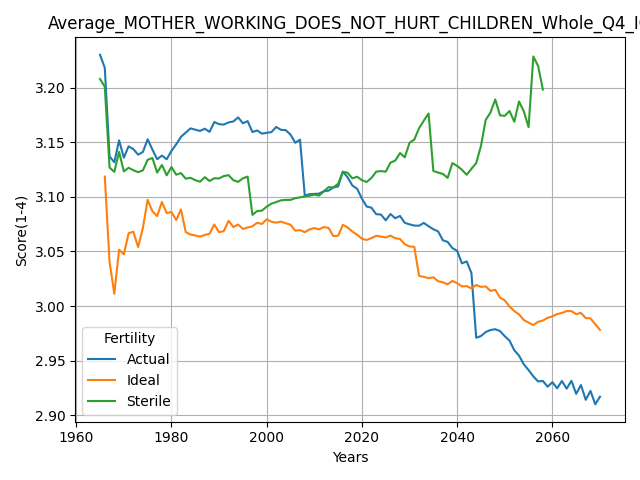 Average_MOTHER_WORKING_DOES_NOT_HURT_CHILDREN_Whole_Q4_I
Score(1-4)
3.20
3.15
3.10
3.05
3.00
2.95
2.90
Fertility
Actual
Ideal
Sterile
1960
1980
2000
2020
2040
2060
Years